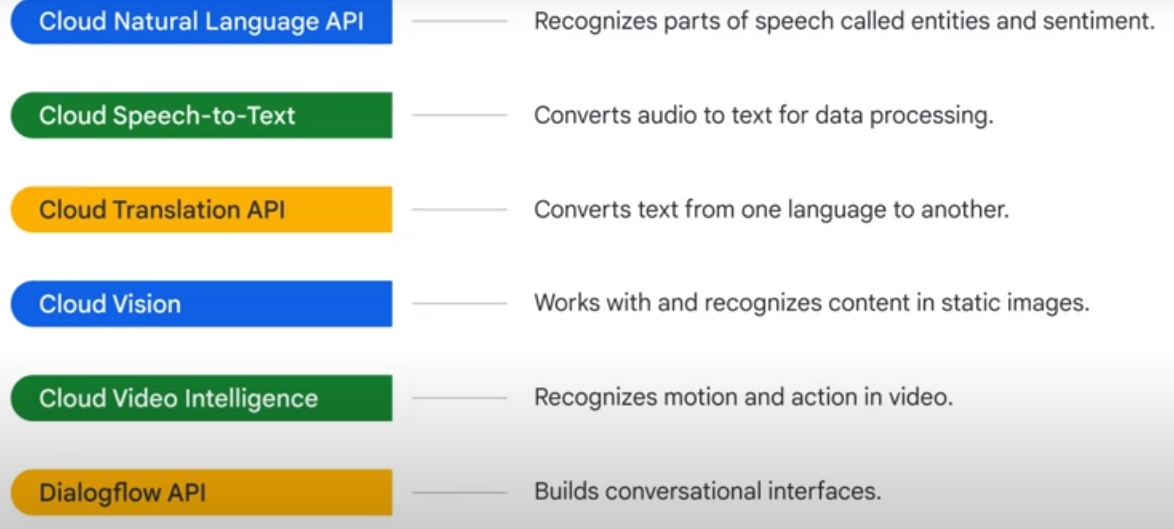 Cloud Natural Language API
Recognizes parts of speech called entities and sentiment.
Cloud Speech-to-Text
Converts audio to text for data processing.
Cloud Translation API
Converts text from one language to another.
Cloud Vision
Works with and recognizes content in static images.
Cloud Video Intelligence
Recognizes motion and action in video.
Dialogflow API
Builds conversational interfaces.